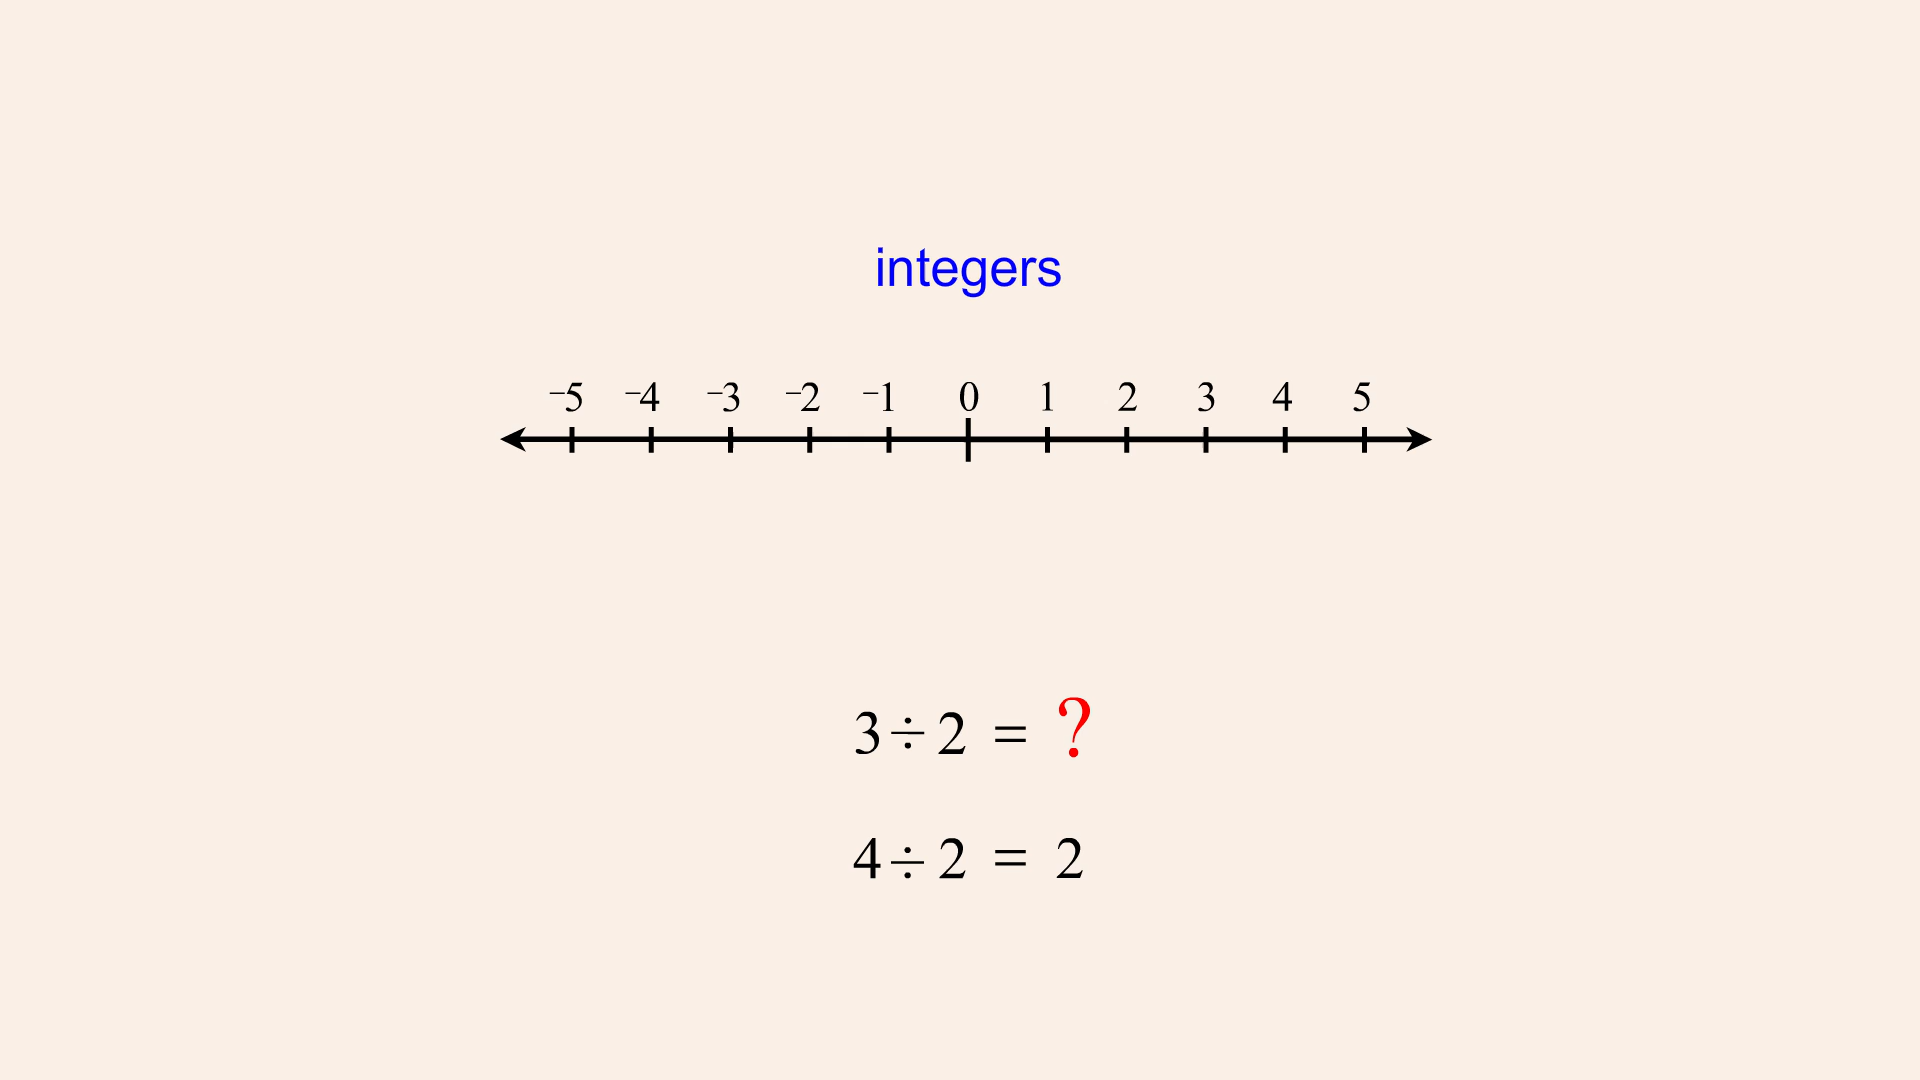 integers
−5 −4 −3 −2 −1 0 1 2 3 4 5
3 ÷ 2 = ?
4 ÷ 2 = 2